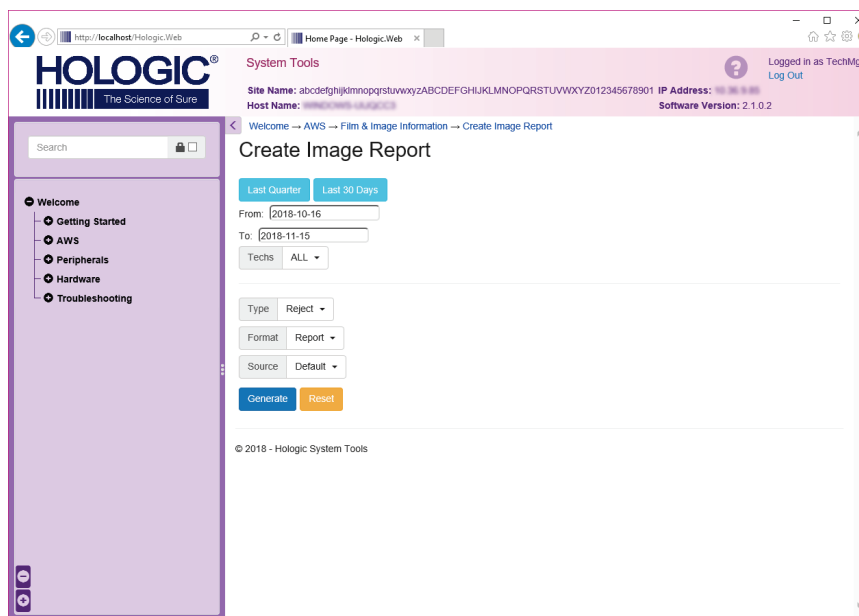 http://localhost/Hologic.Web
Home Page - Hologic.Web
HOLOGIC®
The Science of Sure
System Tools
Logged in as TechMg
Log Out
Site Name: abcdefghijklmnopqrstuvwxyzABCDEFGHIJKLMNOPQRSTUVWXYZ012345678901 IP Address:
Host Name:
Software Version: 2.1.0.2
Welcome → AWS → Film & Image Information → Create Image Report
Search
Create Image Report
Last Quarter Last 30 Days
From: 2018-10-16
To: 2018-11-15
Techs ALL
Type Reject
Format Report
Source Default
Generate Reset
© 2018 - Hologic System Tools
Welcome
Getting Started
AWS
Peripherals
Hardware
Troubleshooting